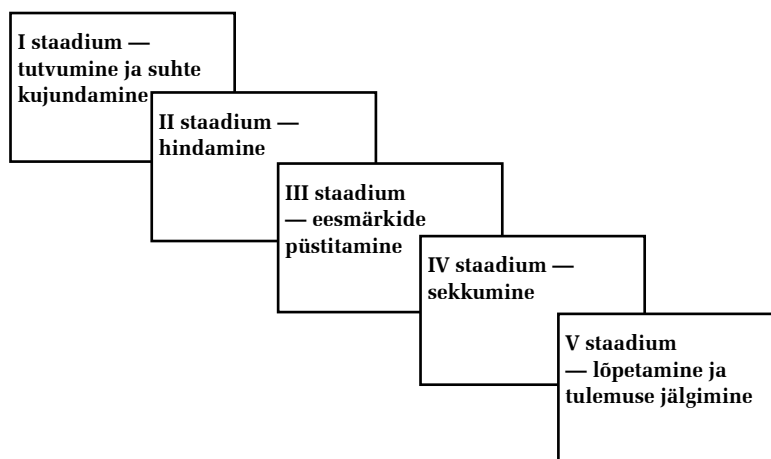 I staadium —
tutvumine ja suhte
kujundamine
II staadium —
hindamine
III staadium
— eesmärkide
püstitamine
IV staadium —
sekkumine
V staadium
— lõpetamine ja
tulemuse jälgimine